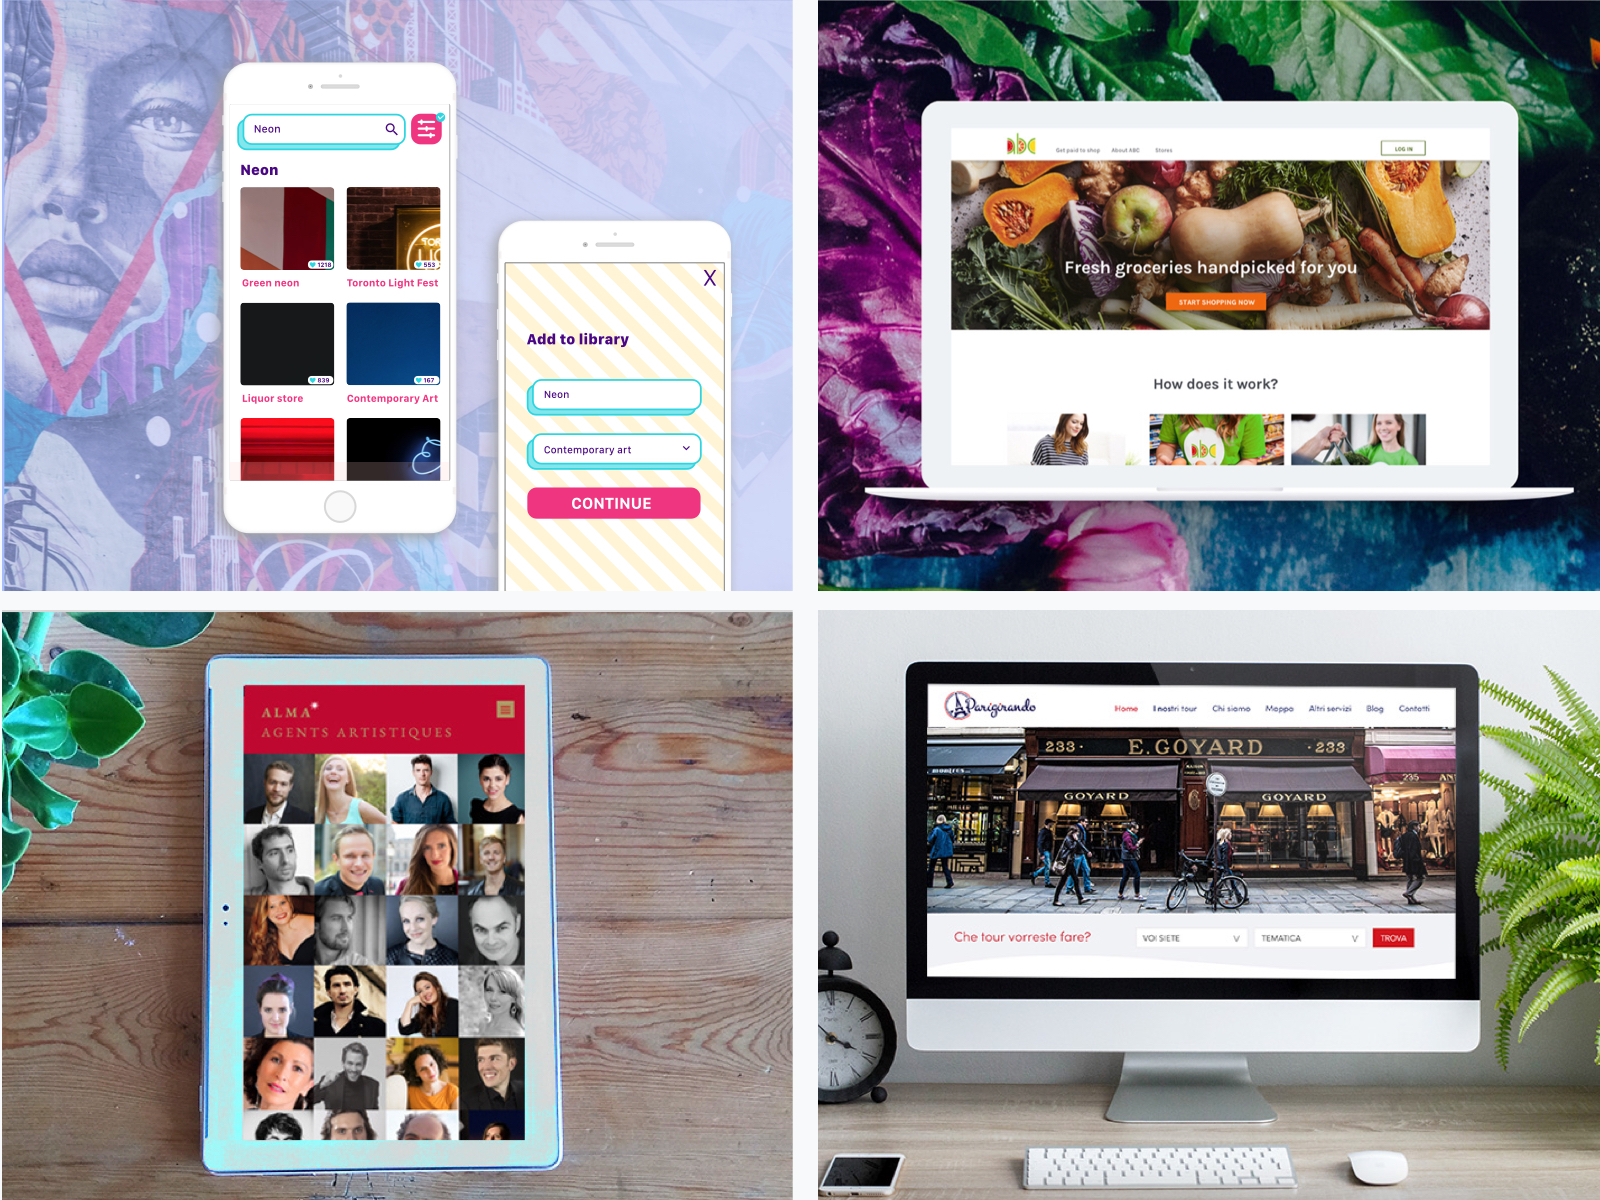 Neon
Neon
1218
553
Green neon
Toronto Light Fest
839
167
Liquor store
Contemporary Art
X
Add to library
Neon
Contemporary art
CONTINUE
abc
Get paid to shop
About ABC
Stores
LOG IN
Fresh groceries handpicked for you
START SHOPPING NOW
How does it work?
abc
ALMA
AGENTS ARTISTIQUES
Parigirando
Home
I nostri tour
Chi siamo
Mappa
Altri servizi
Blog
Contatti
233 · E.GOYARD · 233
235
GOYARD
GOYARD
Che tour vorreste fare?
VOI SIETE
TEMATICA
TROVA